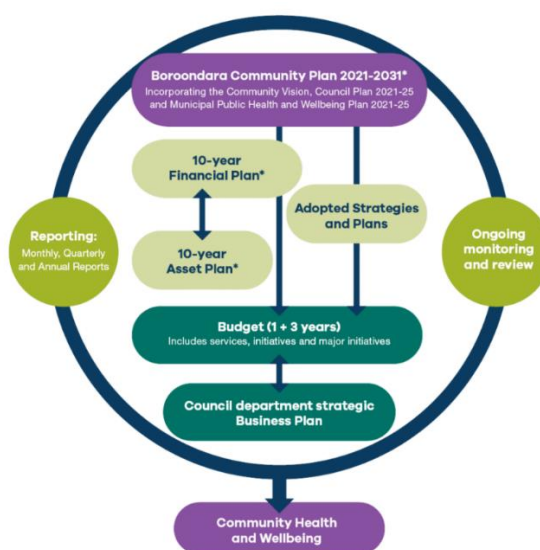 Boroondara Community Plan 2021-2031*
Incorporating the Community Vision, Council Plan 2021-25
and Municipal Public Health and Wellbeing Plan 2021-25
10-year
Financial Plan*
Adopted Strategies
and Plans
Reporting:
Monthly, Quarterly
and Annual Reports
Ongoing
monitoring
and review
10-year
Asset Plan*
Budget (1 + 3 years)
Includes services, initiatives and major initiatives
Council department strategic
Business Plan
Community Health
and Wellbeing